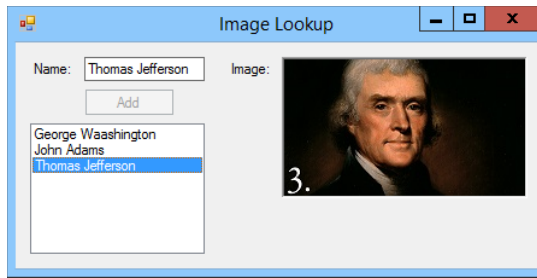 Image Lookup
Name: Thomas Jefferson
Image:
Add
George Waashington
John Adams
Thomas Jefferson
3.